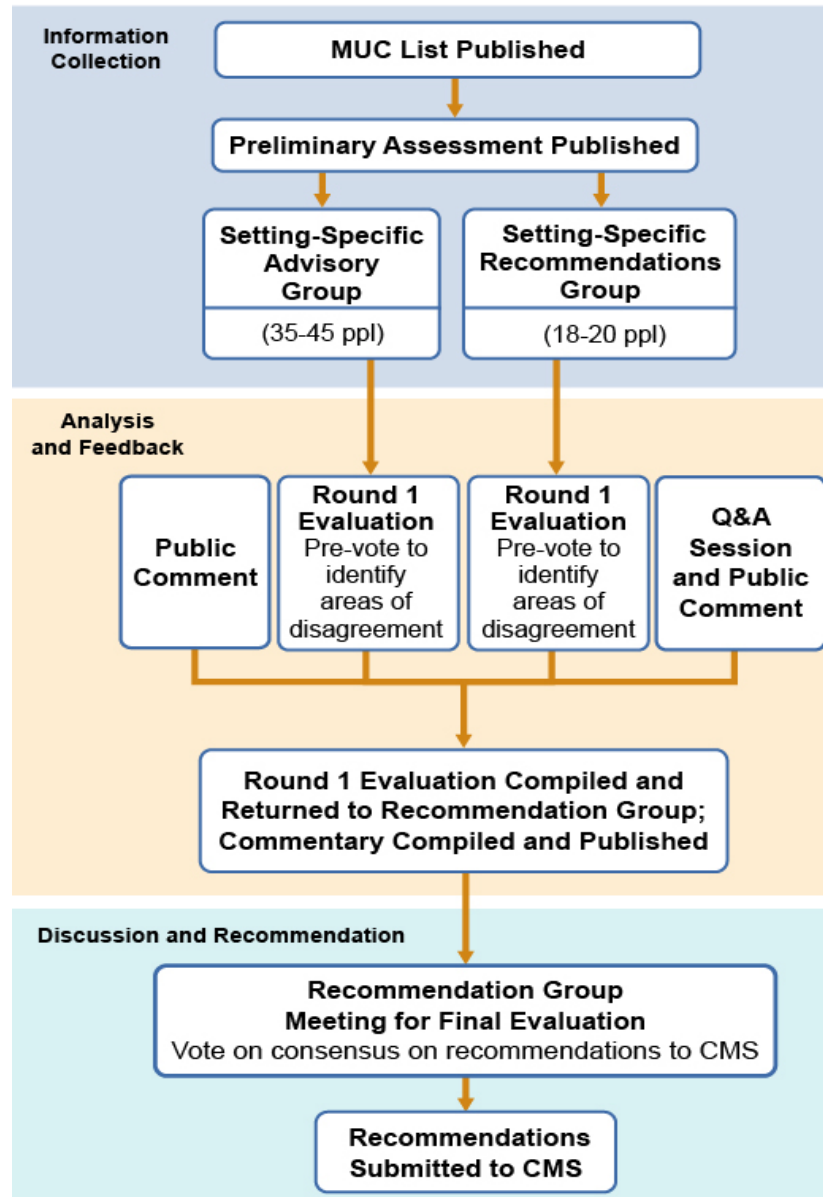 Information
Collection
MUC List Published
Preliminary Assessment Published
Setting-Specific
Advisory
Group
(35-45 ppl)
Setting-Specific
Recommendations
Group
(18-20 ppl)
Analysis
and Feedback
Public
Comment
Round 1
Evaluation
Pre-vote to
identify
areas of
disagreement
Round 1
Evaluation
Pre-vote to
identify
areas of
disagreement
Q&A
Session
and Public
Comment
Round 1 Evaluation Compiled and
Returned to Recommendation Group;
Commentary Compiled and Published
Discussion and Recommendation
Recommendation Group
Meeting for Final Evaluation
Vote on consensus on recommendations to CMS
Recommendations
Submitted to CMS